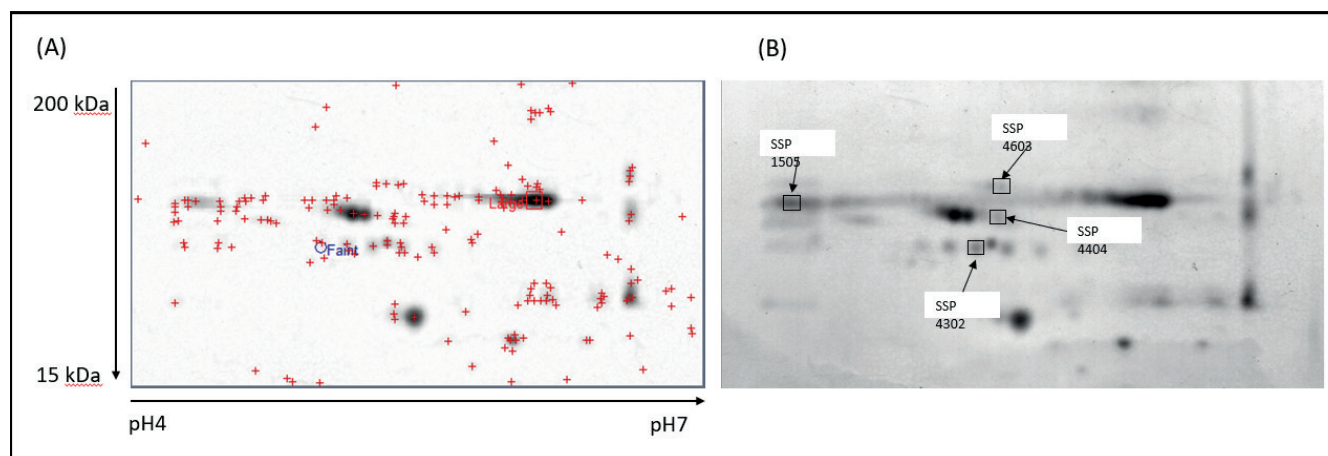 (A)
(B)
200 kDa
15 kDa
pH4
pH7
Large
Faint
SSP
1505
SSP
4603
SSP
4404
SSP
4302